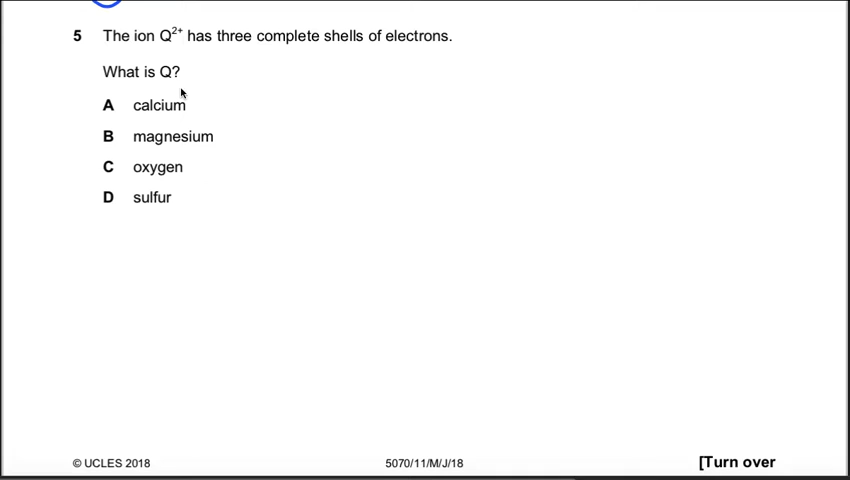 5 The ion Q²⁺ has three complete shells of electrons.
What is Q?
A calcium
B magnesium
C oxygen
D sulfur
© UCLES 2018 5070/11/M/J/18 [Turn over